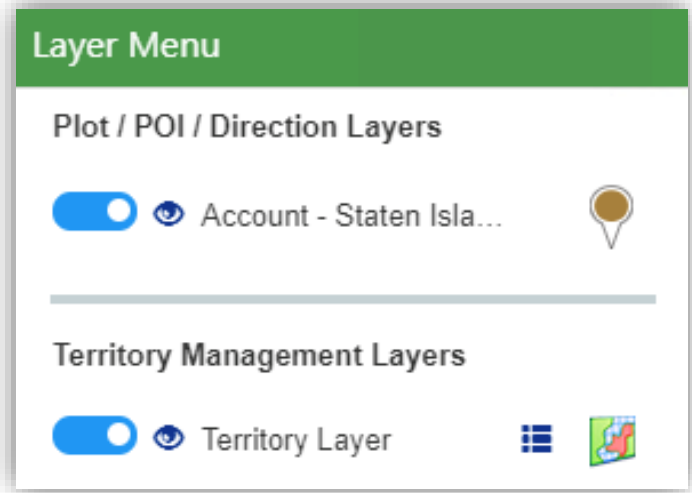 Layer Menu
Plot / POI / Direction Layers
Account - Staten Isla...
Territory Management Layers
Territory Layer